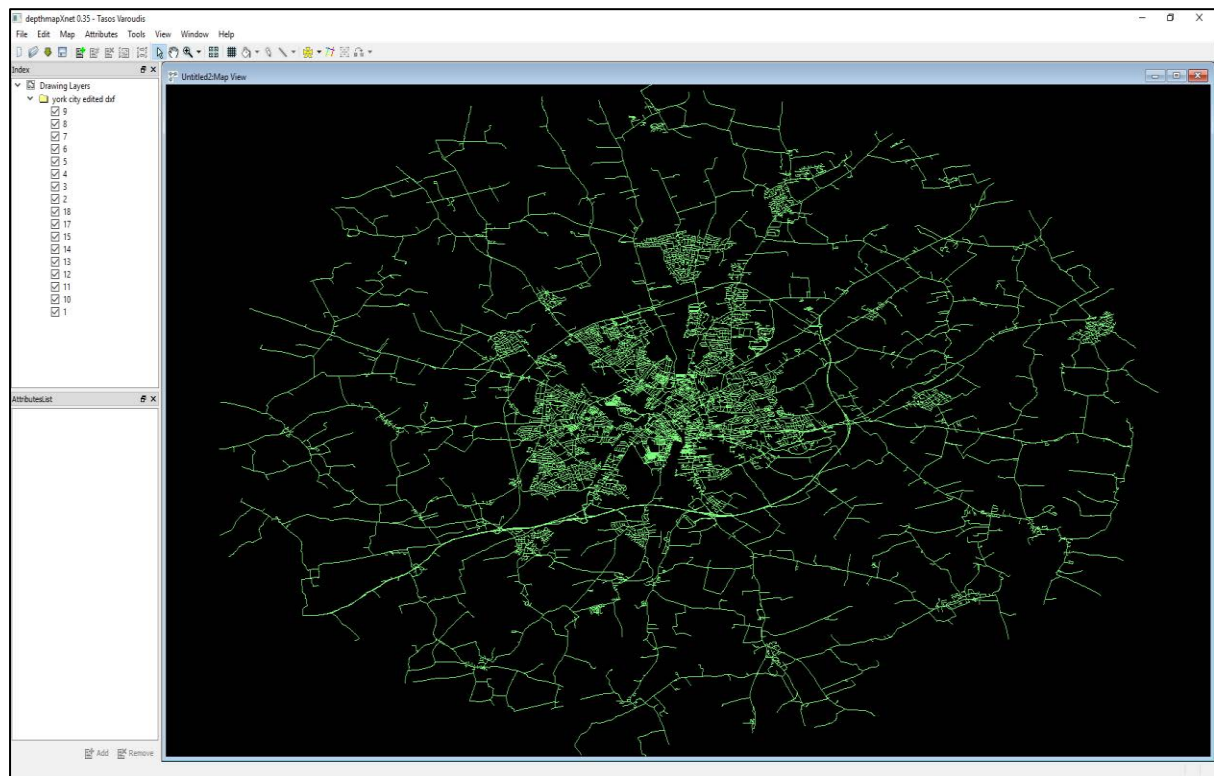 depthmapXnet 0.35 - Tasos Varoudis
File Edit Map Attributes Tools View Window Help
Index
Drawing Layers
york city edited dxf
9
8
7
6
5
4
3
2
18
17
15
14
13
12
11
10
1
AttributesList
Add Remove
Untitled2:Map View